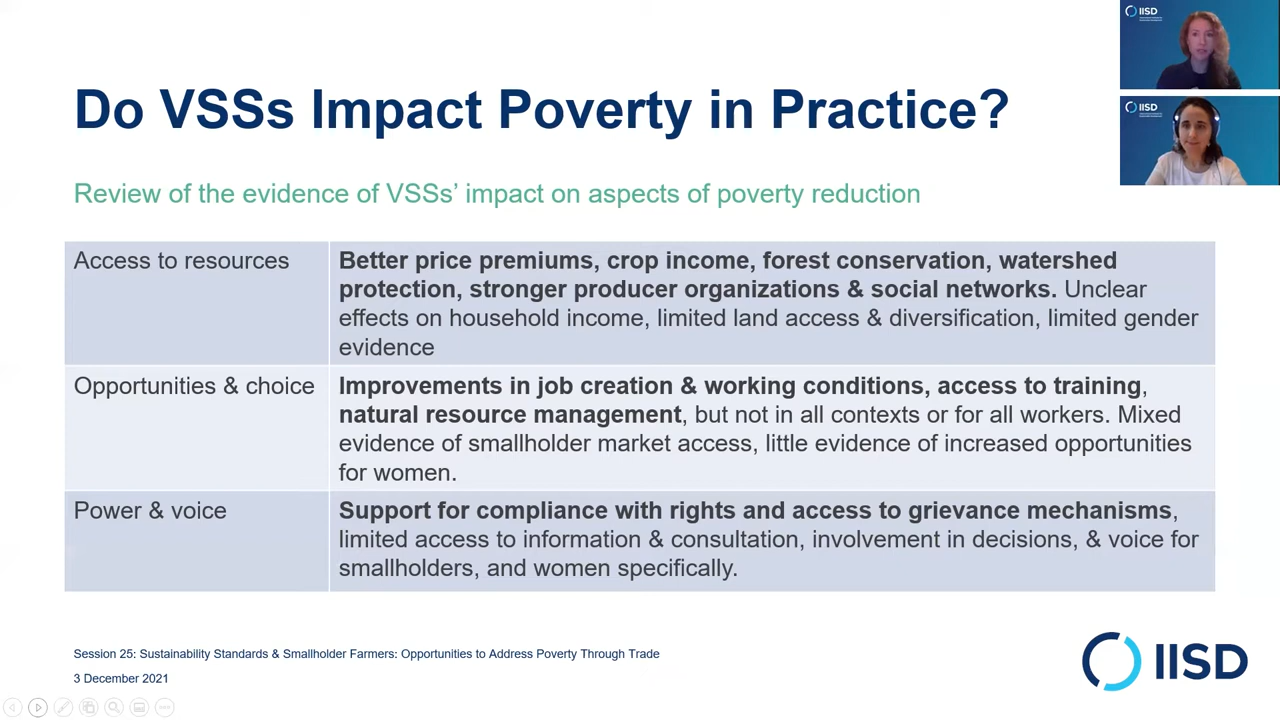 IISD
Do VSSs Impact Poverty in Practice?
IISD
Review of the evidence of VSSs’ impact on aspects of poverty reduction
Access to resources
Better price premiums, crop income, forest conservation, watershed
protection, stronger producer organizations & social networks. Unclear
effects on household income, limited land access & diversification, limited gender
evidence
Opportunities & choice
Improvements in job creation & working conditions, access to training,
natural resource management, but not in all contexts or for all workers. Mixed
evidence of smallholder market access, little evidence of increased opportunities
for women.
Power & voice
Support for compliance with rights and access to grievance mechanisms,
limited access to information & consultation, involvement in decisions, & voice for
smallholders, and women specifically.
Session 25: Sustainability Standards & Smallholder Farmers: Opportunities to Address Poverty Through Trade
3 December 2021
IISD